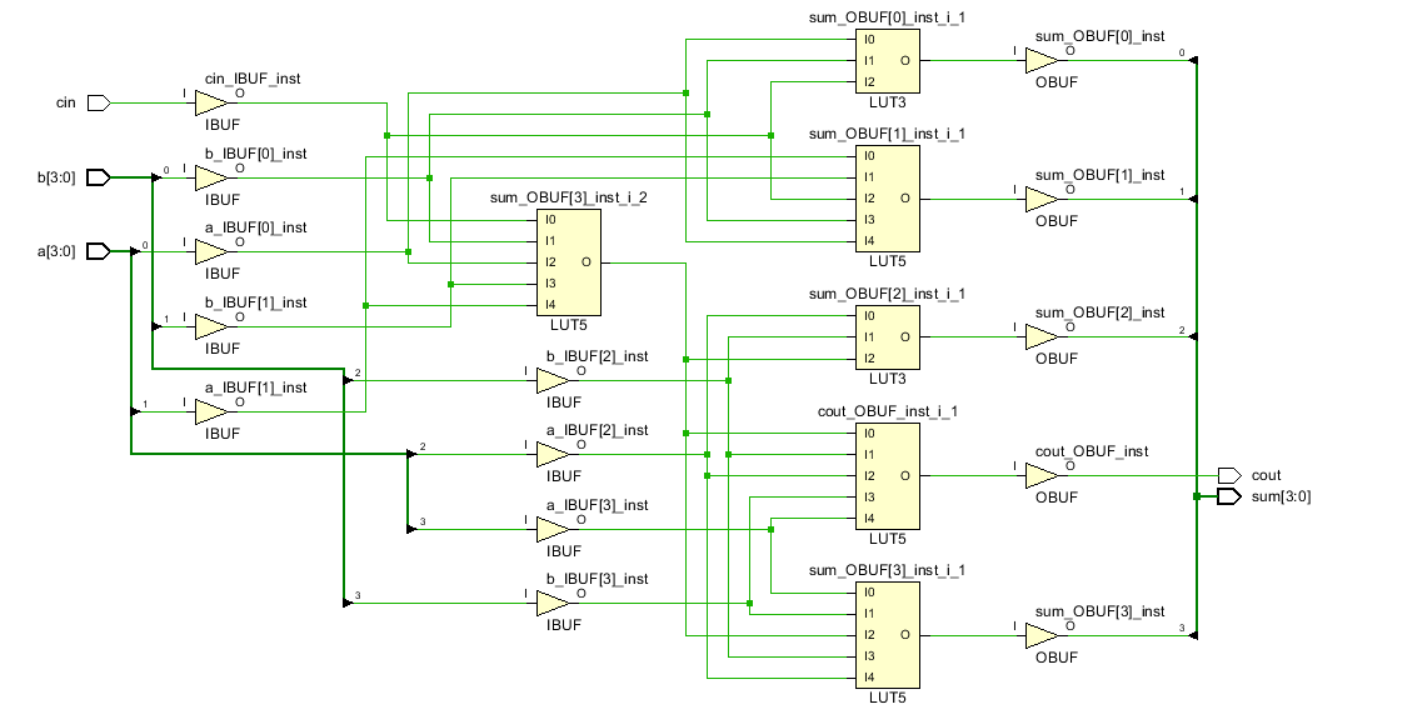 sum_OBUF[0]_inst_i_1
I0
I1 O
I2
LUT3
sum_OBUF[0]_inst
I O 0
OBUF
cin_IBUF_inst
cin I O
IBUF
sum_OBUF[1]_inst_i_1
I0
I1
I2 O
I3
I4
LUT5
sum_OBUF[1]_inst
I O 1
OBUF
b_IBUF[0]_inst
b[3:0] 0 I O
IBUF
a_IBUF[0]_inst
a[3:0] 0 I O
IBUF
sum_OBUF[3]_inst_i_2
I0
I1
I2 O
I3
I4
LUT5
b_IBUF[1]_inst
1 I O
IBUF
a_IBUF[1]_inst
1 I O
IBUF
sum_OBUF[2]_inst_i_1
I0
I1 O
I2
LUT3
sum_OBUF[2]_inst
I O 2
OBUF
b_IBUF[2]_inst
2 I O
IBUF
a_IBUF[2]_inst
2 I O
IBUF
cout_OBUF_inst_i_1
I0
I1
I2 O
I3
I4
LUT5
cout_OBUF_inst
I O cout
OBUF
sum[3:0]
a_IBUF[3]_inst
3 I O
IBUF
b_IBUF[3]_inst
3 I O
IBUF
sum_OBUF[3]_inst_i_1
I0
I1
I2 O
I3
I4
LUT5
sum_OBUF[3]_inst
I O 3
OBUF